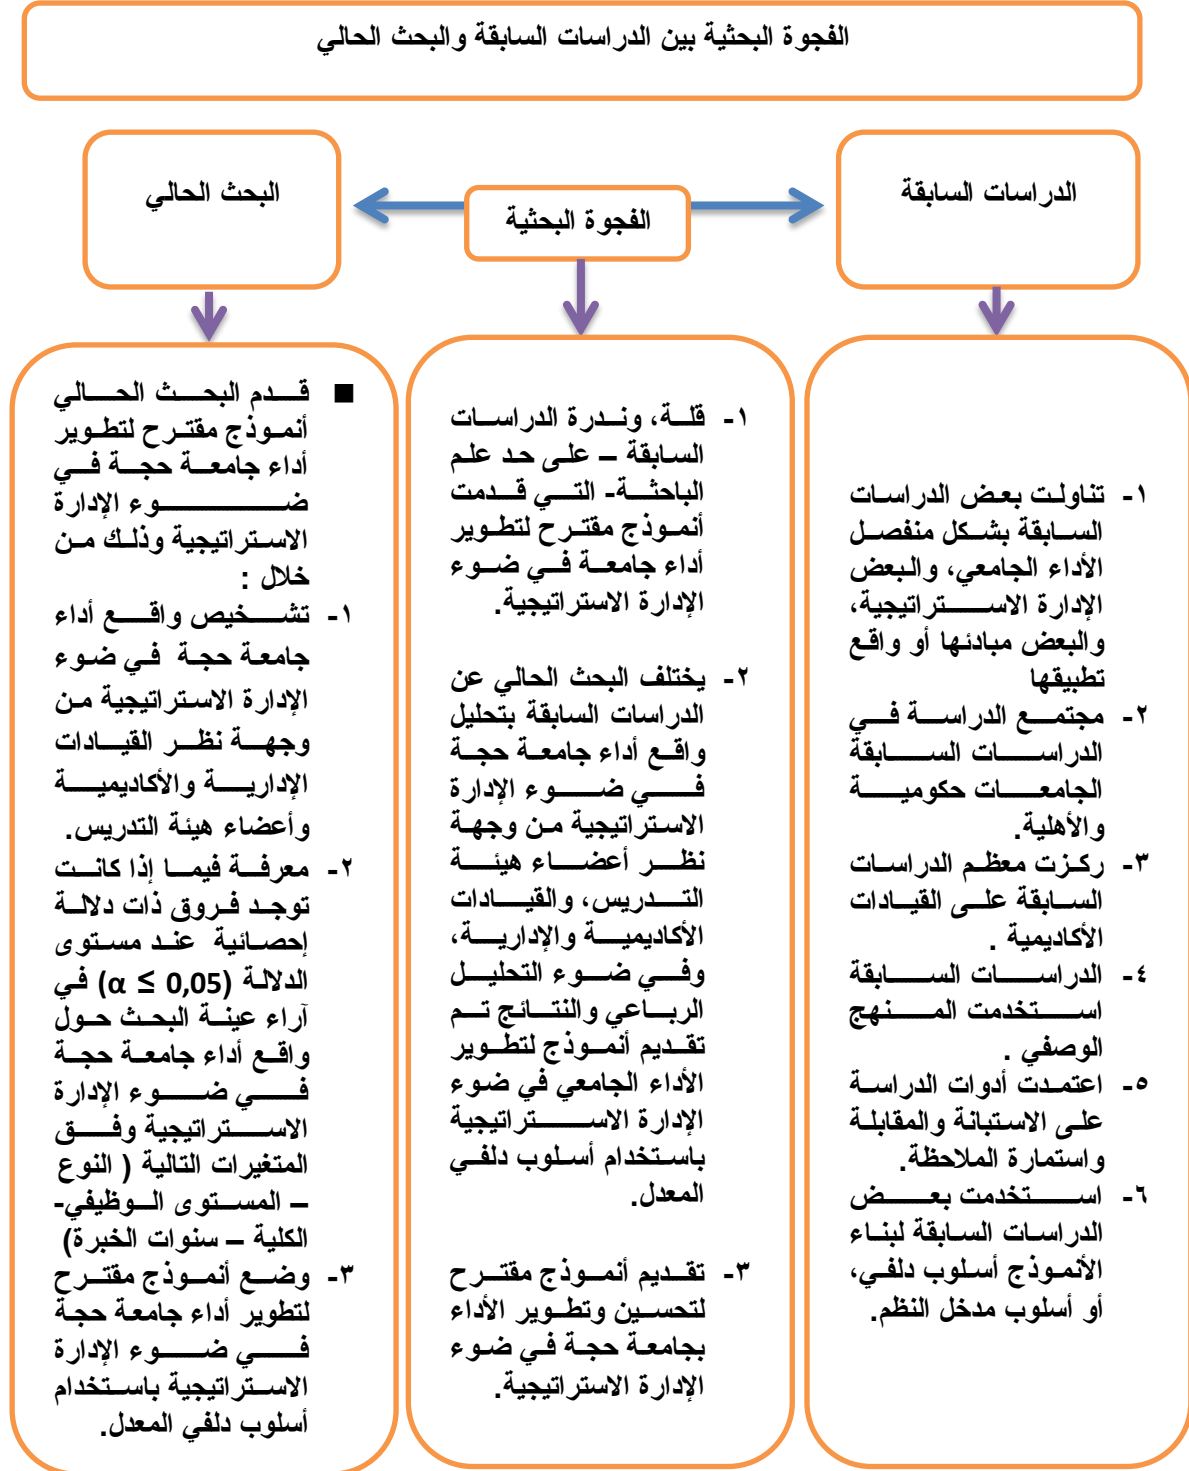 الفجوة البحثية بين الدراسات السابقة والبحث الحالي
الدراسات السابقة
الفجوة البحثية
البحث الحالي
١- تناولت بعض الدراسات
السابقة بشكل منفصل
الأداء الجامعي، والبعض
الإدارة الاستراتيجية،
والبعض مبادئها أو واقع
تطبيقها
٢- مجتمع الدراسة في
الدراسات السابقة
الجامعات حكومية
والأهلية.
٣- ركزت معظم الدراسات
السابقة على القيادات
الأكاديمية .
٤- الدراسات السابقة
استخدمت المنهج
الوصفي .
٥- اعتمدت أدوات الدراسة
على الاستبانة والمقابلة
واستمارة الملاحظة.
٦- استخدمت بعض
الدراسات السابقة لبناء
الأنموذج أسلوب دلفي،
أو أسلوب مدخل النظم.
١- قلة، وندرة الدراسات
السابقة – على حد علم
الباحثة- التي قدمت
أنموذج مقترح لتطوير
أداء جامعة في ضوء
الإدارة الاستراتيجية.
٢- يختلف البحث الحالي عن
الدراسات السابقة بتحليل
واقع أداء جامعة حجة
في ضوء الإدارة
الاستراتيجية من وجهة
نظر أعضاء هيئة
التدريس، والقيادات
الأكاديمية والإدارية،
وفي ضوء التحليل
الرباعي والنتائج تم
تقديم أنموذج لتطوير
الأداء الجامعي في ضوء
الإدارة الاستراتيجية
باستخدام أسلوب دلفي
المعدل.
٣- تقديم أنموذج مقترح
لتحسين وتطوير الأداء
بجامعة حجة في ضوء
الإدارة الاستراتيجية.
■ قدم البحث الحالي
أنموذج مقترح لتطوير
أداء جامعة حجة في
ضوء الإدارة
الاستراتيجية وذلك من
خلال :
١- تشخيص واقع أداء
جامعة حجة في ضوء
الإدارة الاستراتيجية من
وجهة نظر القيادات
الإدارية والأكاديمية
وأعضاء هيئة التدريس.
٢- معرفة فيما إذا كانت
توجد فروق ذات دلالة
إحصائية عند مستوى
الدلالة (α ≤ 0,05) في
آراء عينة البحث حول
واقع أداء جامعة حجة
في ضوء الإدارة
الاستراتيجية وفق
المتغيرات التالية ( النوع
– المستوى الوظيفي-
الكلية – سنوات الخبرة)
٣- وضع أنموذج مقترح
لتطوير أداء جامعة حجة
في ضوء الإدارة
الاستراتيجية باستخدام
أسلوب دلفي المعدل.